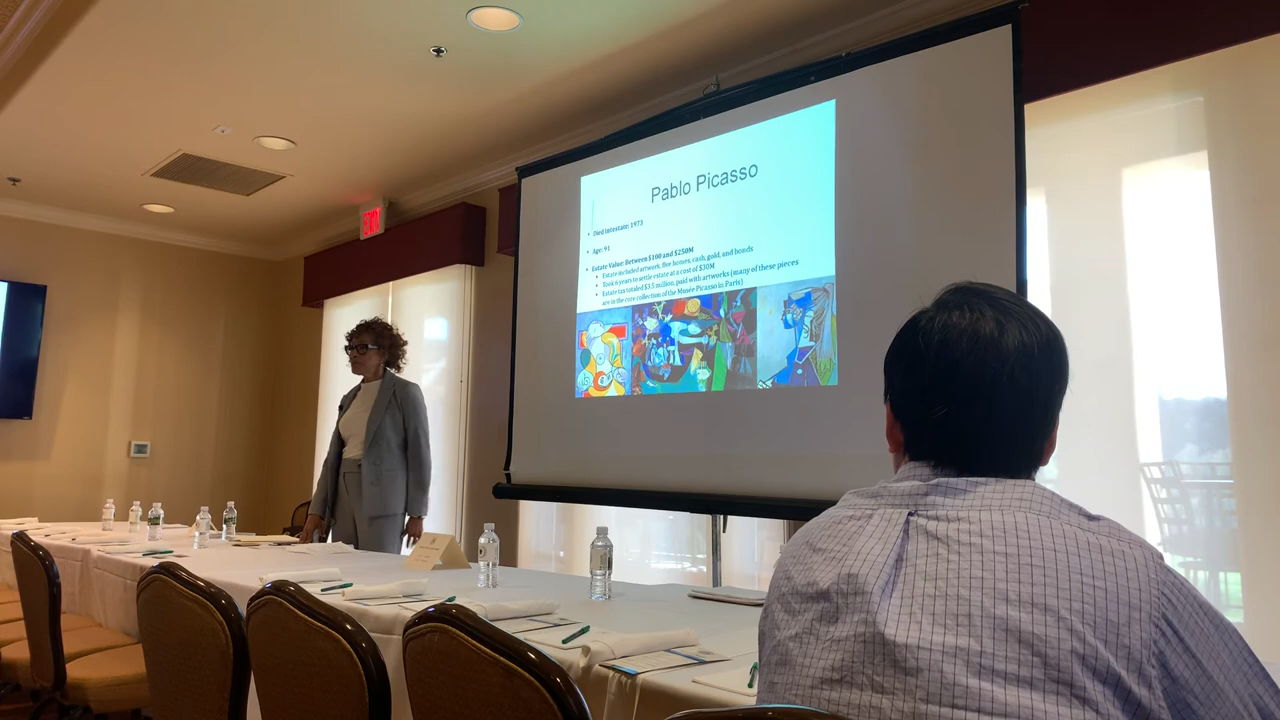 EXIT
Pablo Picasso
• Died intestate: 1973
• Age: 91
• Estate Value: Between $100 and $250M
• Estate included artwork, five homes, cash, gold, and bonds
• Took 6 years to settle estate at a cost of $30M
• Estate tax totaled $3.5 million, paid with artworks (many of these pieces
are in the core collection of the Musée Picasso in Paris)